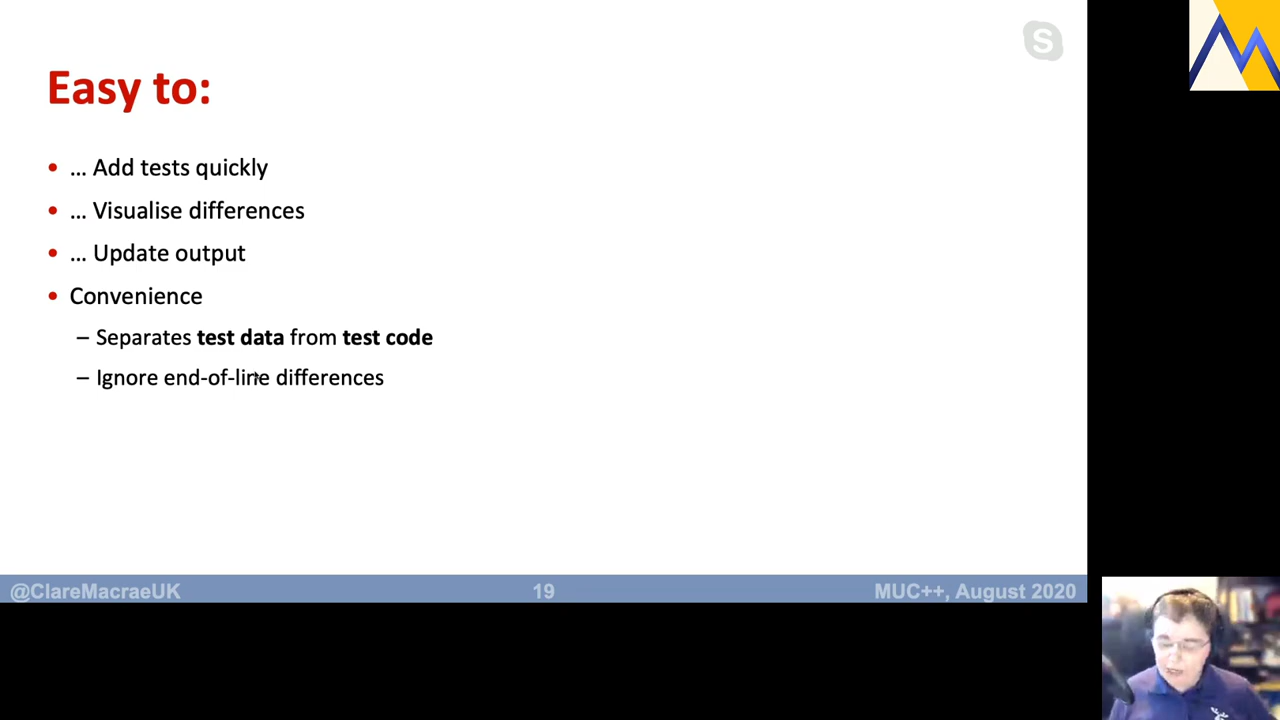 Easy to:
• … Add tests quickly
• … Visualise differences
• … Update output
• Convenience
– Separates test data from test code
– Ignore end-of-line differences
@ClareMacraeUK
19
MUC++, August 2020
S